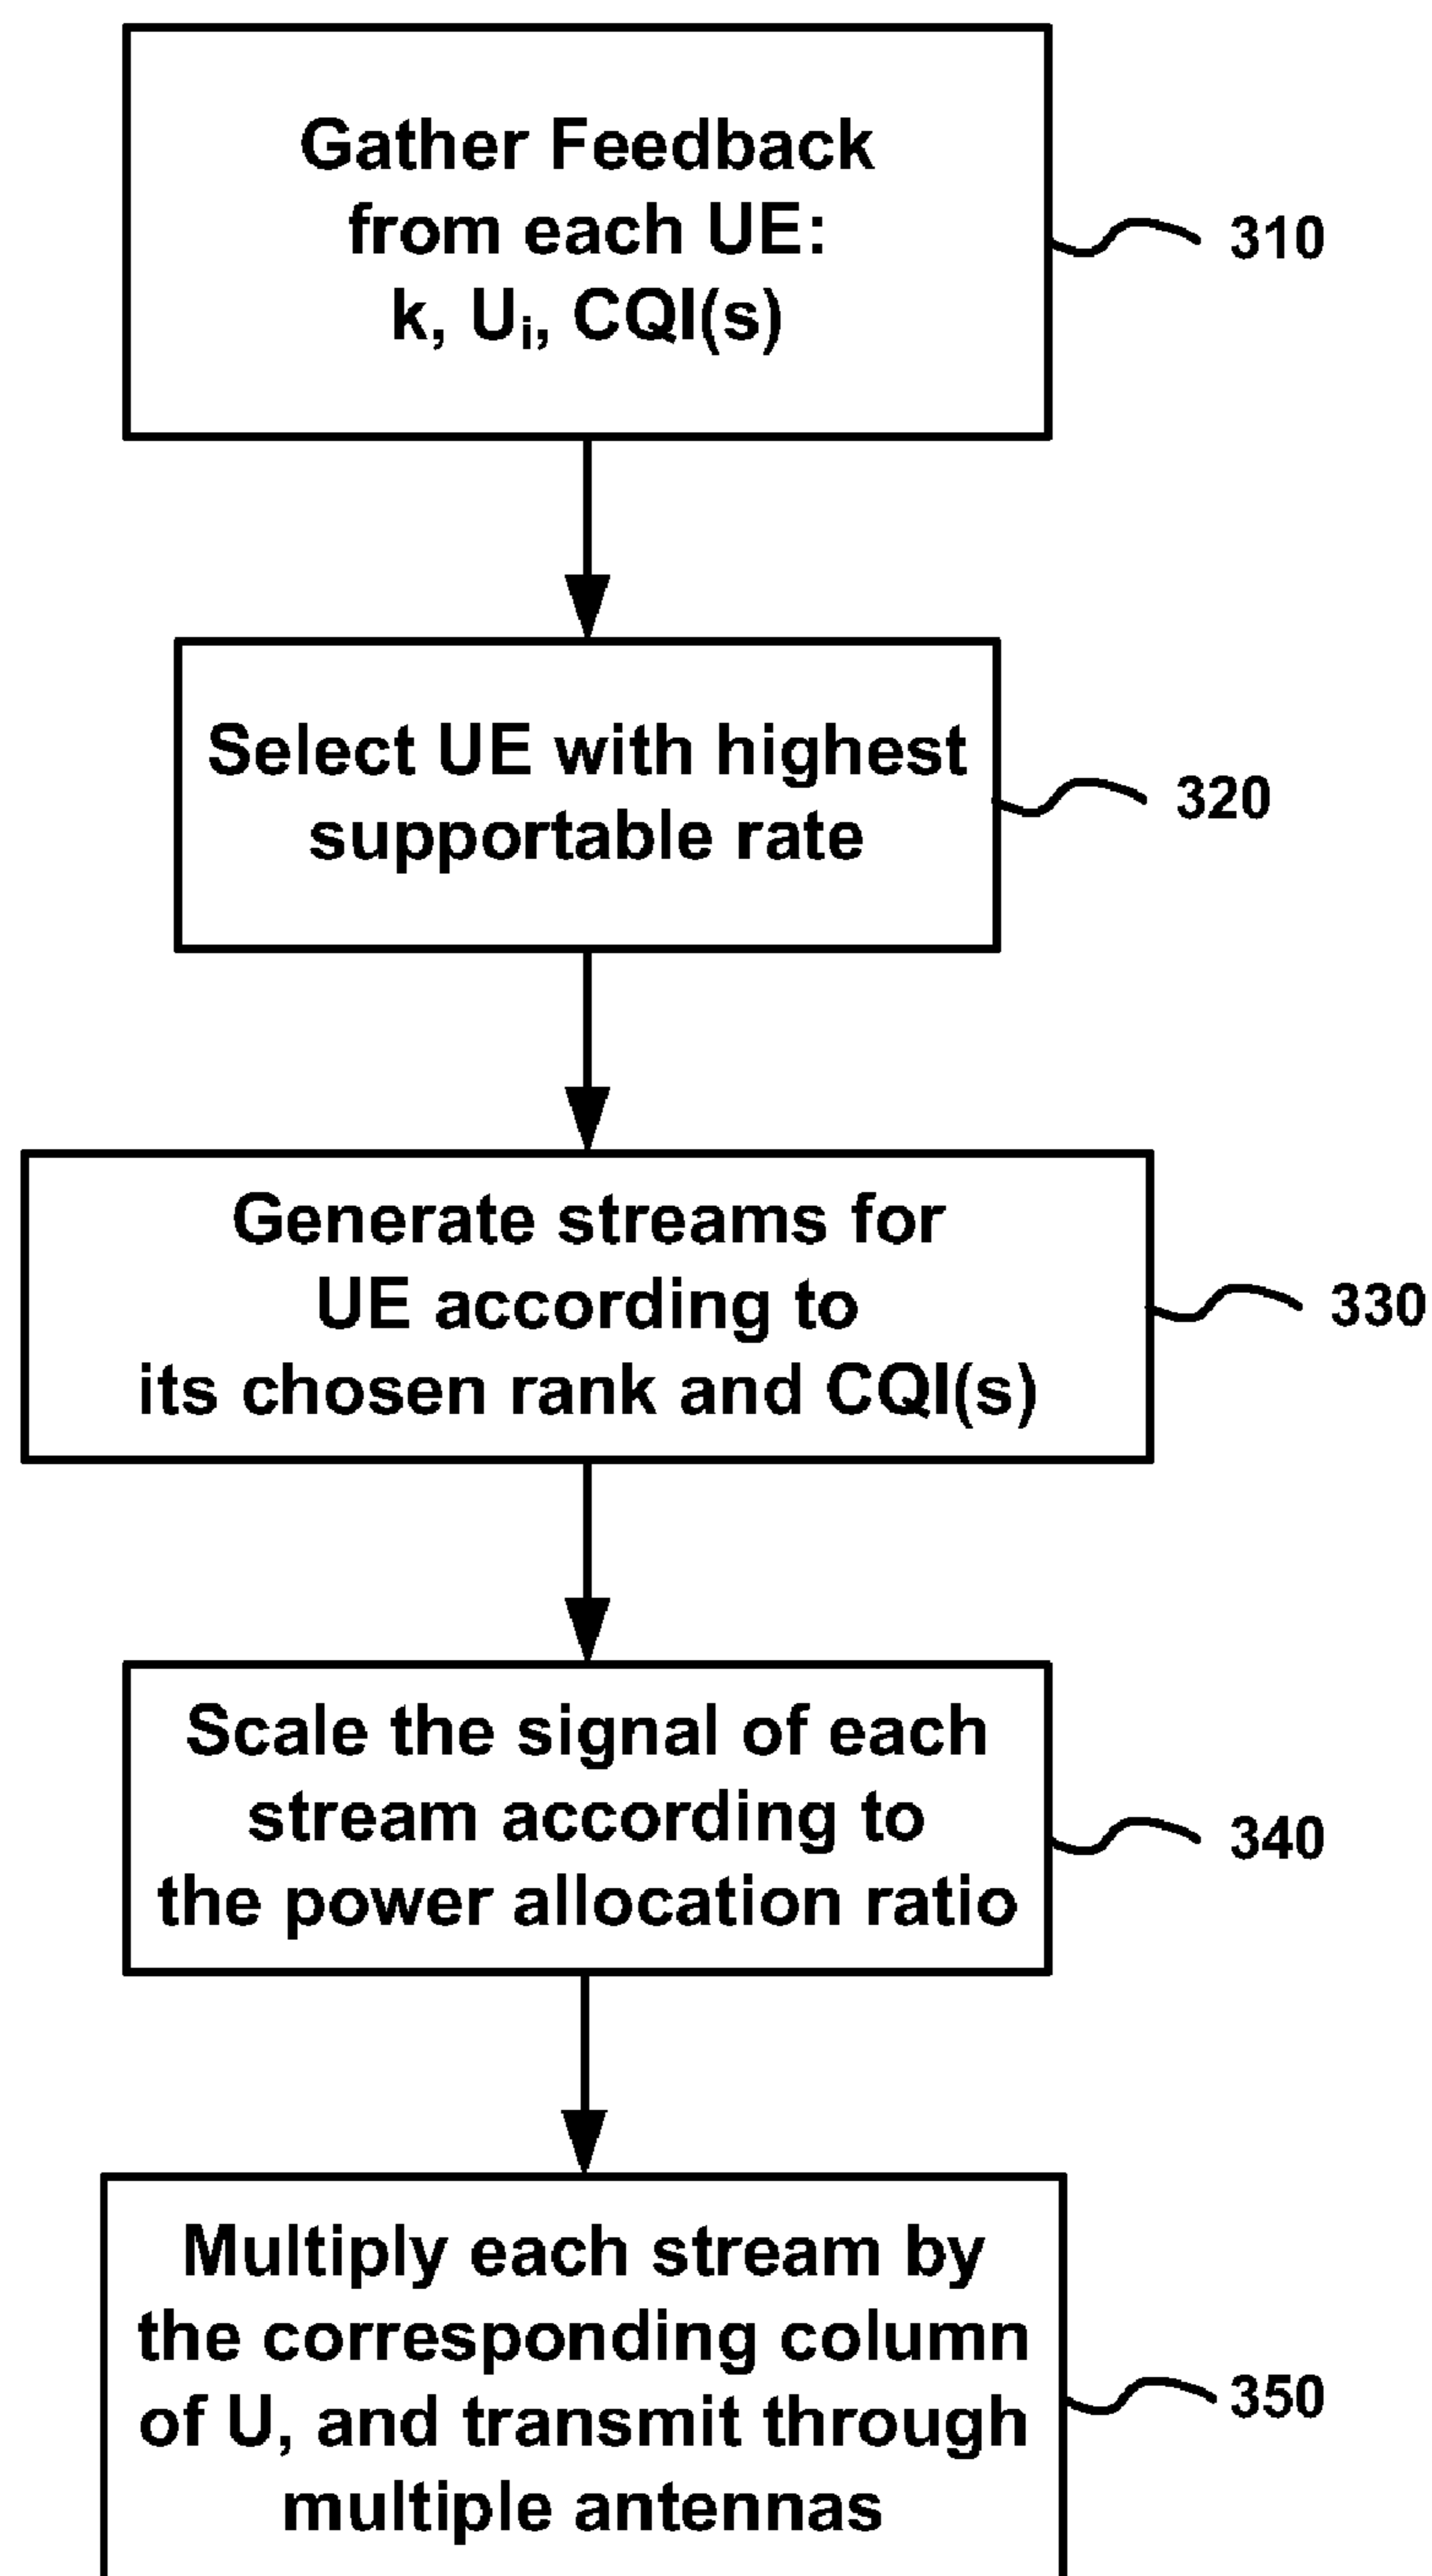 Gather Feedback
from each UE:
k, Uᵢ, CQI(s)
310
Select UE with highest
supportable rate
320
Generate streams for
UE according to
its chosen rank and CQI(s)
330
Scale the signal of each
stream according to
the power allocation ratio
340
Multiply each stream by
the corresponding column
of U, and transmit through
multiple antennas
350